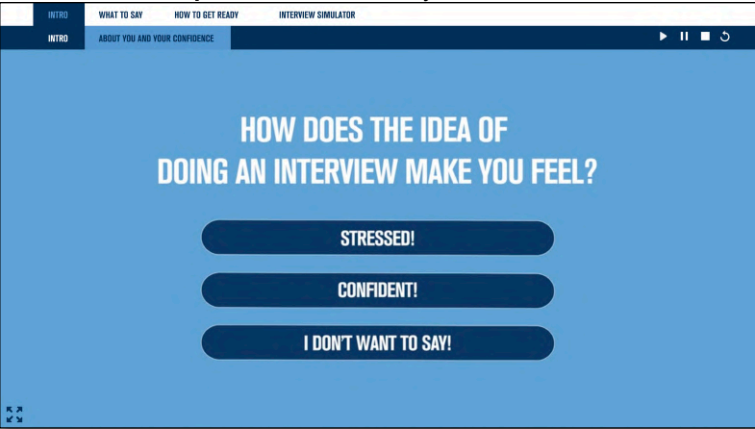 INTRO WHAT TO SAY HOW TO GET READY INTERVIEW SIMULATOR
INTRO ABOUT YOU AND YOUR CONFIDENCE
HOW DOES THE IDEA OF
DOING AN INTERVIEW MAKE YOU FEEL?
STRESSED!
CONFIDENT!
I DON'T WANT TO SAY!